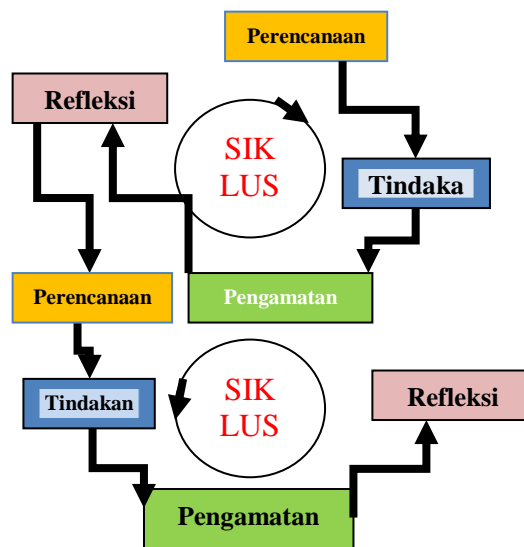 Perencanaan
Refleksi
SIK
LUS
Tindaka
Perencanaan
Pengamatan
Tindakan
SIK
LUS
Refleksi
Pengamatan